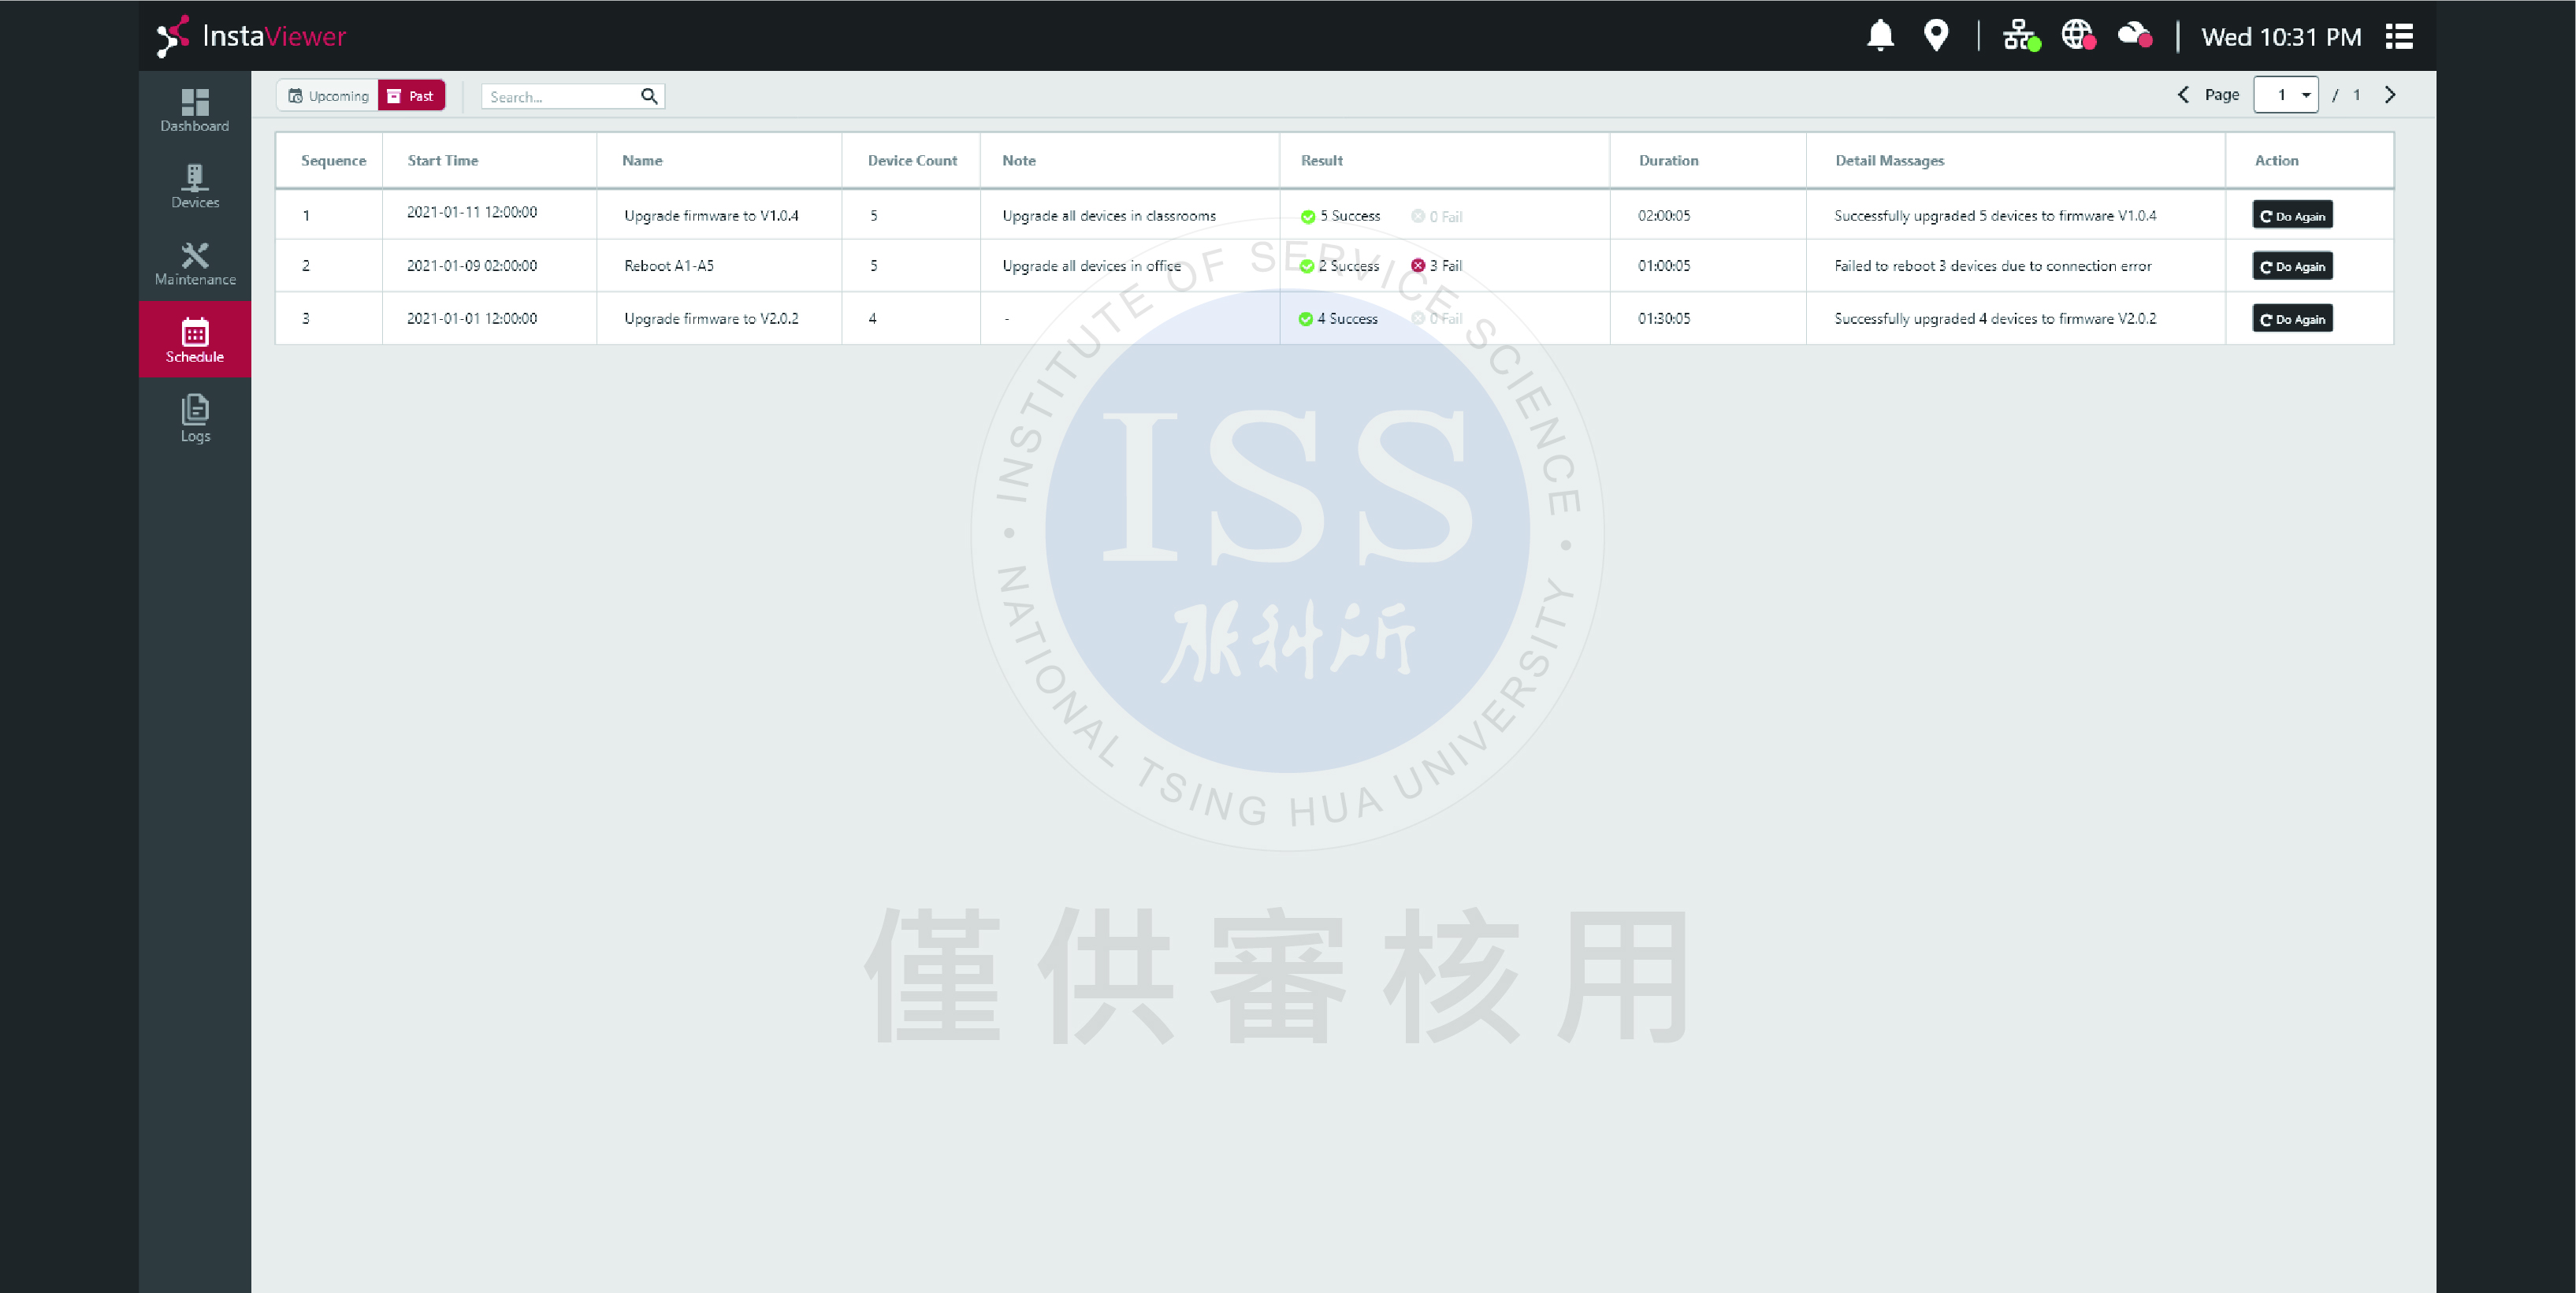 InstaViewer
Wed 10:31 PM
Dashboard
Devices
Maintenance
Schedule
Logs
Upcoming Past Search... Page 1 / 1
Sequence Start Time Name Device Count Note Result Duration Detail Massages Action
1 2021-01-11 12:00:00 Upgrade firmware to V1.0.4 5 Upgrade all devices in classrooms 5 Success 0 Fail 02:00:05 Successfully upgraded 5 devices to firmware V1.0.4 Do Again
2 2021-01-09 02:00:00 Reboot A1-A5 5 Upgrade all devices in office 2 Success 3 Fail 01:00:05 Failed to reboot 3 devices due to connection error Do Again
3 2021-01-01 12:00:00 Upgrade firmware to V2.0.2 4 - 4 Success 0 Fail 01:30:05 Successfully upgraded 4 devices to firmware V2.0.2 Do Again
INSTITUTE OF SERVICE SCIENCE
ISS
服科所
NATIONAL TSING HUA UNIVERSITY
僅供審核用